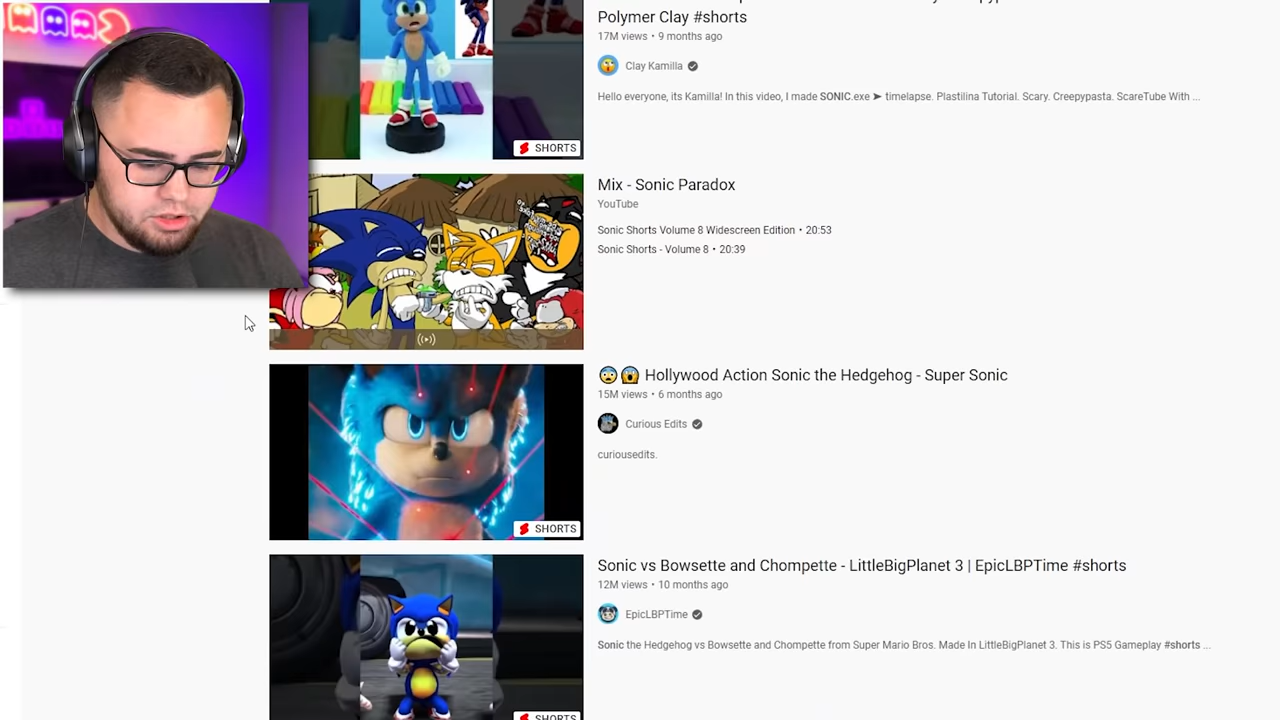 Polymer Clay #shorts
17M views • 9 months ago
Clay Kamilla
Hello everyone, its Kamilla! In this video, I made SONIC.exe ➤ timelapse. Plastilina Tutorial. Scary. Creepypasta. ScareTube With ...
SHORTS
Mix - Sonic Paradox
YouTube
Sonic Shorts Volume 8 Widescreen Edition • 20:53
Sonic Shorts - Volume 8 • 20:39
😨😱 Hollywood Action Sonic the Hedgehog - Super Sonic
15M views • 6 months ago
Curious Edits
curiousedits.
SHORTS
Sonic vs Bowsette and Chompette - LittleBigPlanet 3 | EpicLBPTime #shorts
12M views • 10 months ago
EpicLBPTime
Sonic the Hedgehog vs Bowsette and Chompette from Super Mario Bros. Made In LittleBigPlanet 3. This is PS5 Gameplay #shorts ...
SHORTS